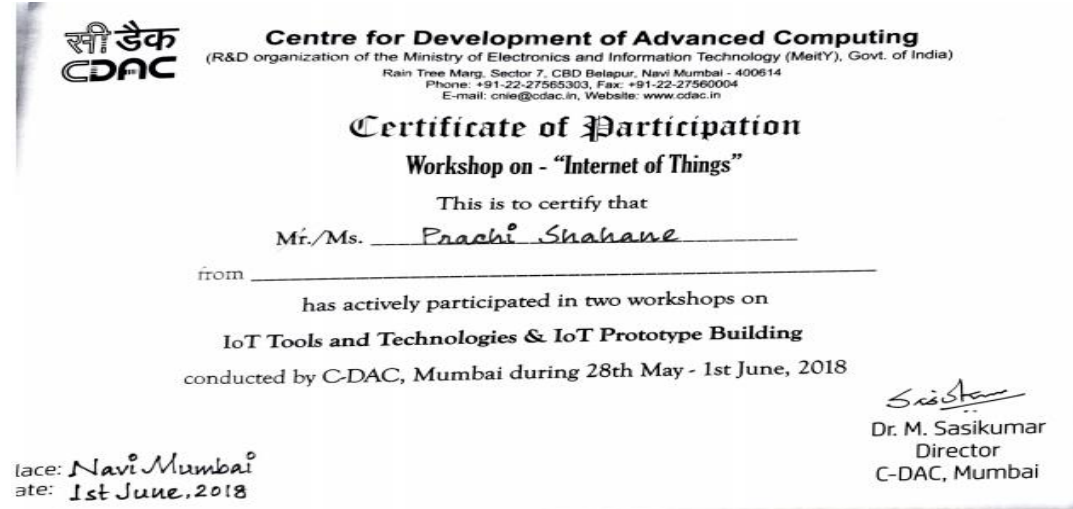 सी डैक
CDAC
Centre for Development of Advanced Computing
(R&D organization of the Ministry of Electronics and Information Technology (MeitY), Govt. of India)
Rain Tree Marg, Sector 7, CBD Belapur, Navi Mumbai - 400614
Phone: +91-22-27565303, Fax: +91-22-27560004
E-mail: cnie@cdac.in, Website: www.cdac.in
Certificate of Participation
Workshop on - “Internet of Things”
This is to certify that
Mr./Ms. Prachi Shahane
from
has actively participated in two workshops on
IoT Tools and Technologies & IoT Prototype Building
conducted by C-DAC, Mumbai during 28th May - 1st June, 2018
Dr. M. Sasikumar
Director
C-DAC, Mumbai
lace: Navi Mumbai
ate: 1st June, 2018